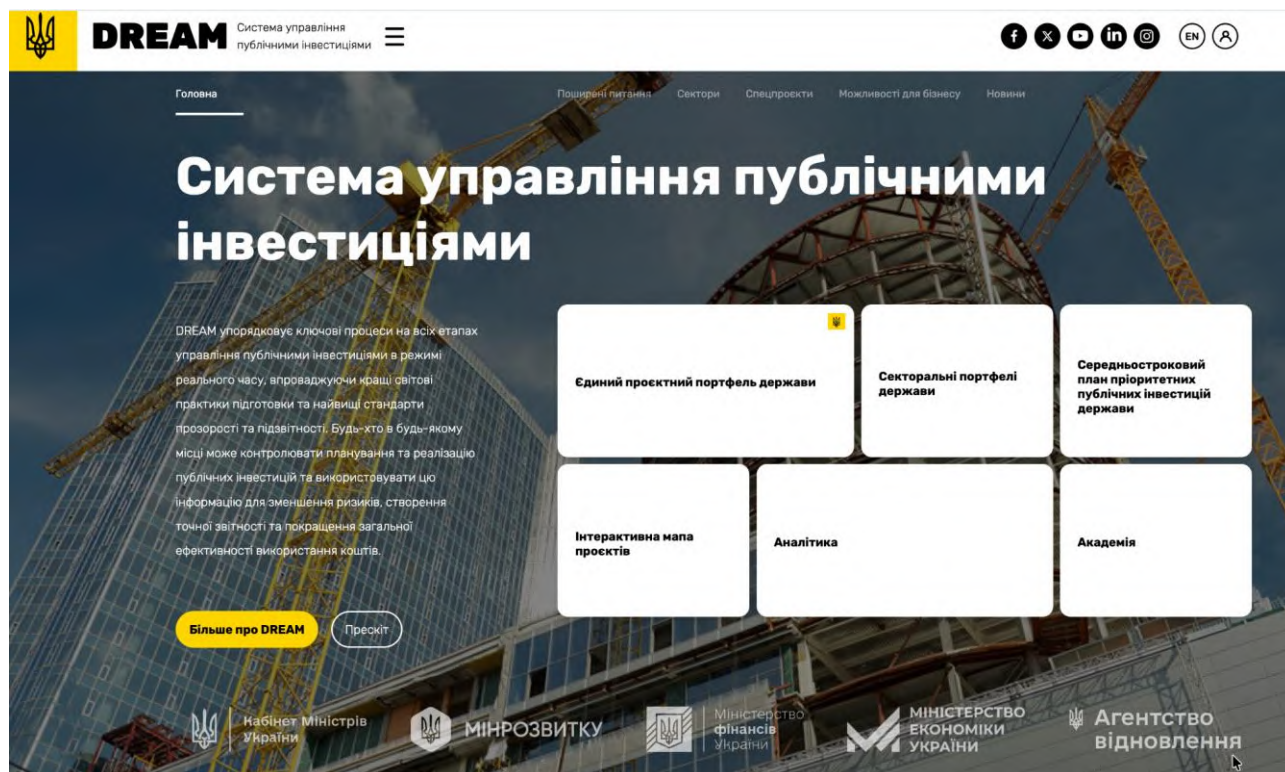 DREAM
Система управління
публічними інвестиціями
EN
Головна
Поширені питання
Сектори
Спецпроєкти
Можливості для бізнесу
Новини
Система управління публічними
інвестиціями
DREAM упорядковує ключові процеси на всіх етапах
управління публічними інвестиціями в режимі
реального часу, впроваджуючи кращі світові
практики підготовки та найвищі стандарти
прозорості та підзвітності. Будь-хто в будь-якому
місці може контролювати планування та реалізацію
публічних інвестицій та використовувати цю
інформацію для зменшення ризиків, створення
точної звітності та покращення загальної
ефективності використання коштів.
Єдиний проєктний портфель держави
Секторальні портфелі
держави
Середньостроковий
план пріоритетних
публічних інвестицій
держави
Інтерактивна мапа
проєктів
Аналітика
Академія
Більше про DREAM
Прескіт
Кабінет Міністрів
України
МІНРОЗВИТКУ
Міністерство
фінансів
України
МІНІСТЕРСТВО
ЕКОНОМІКИ
УКРАЇНИ
Агентство
відновлення